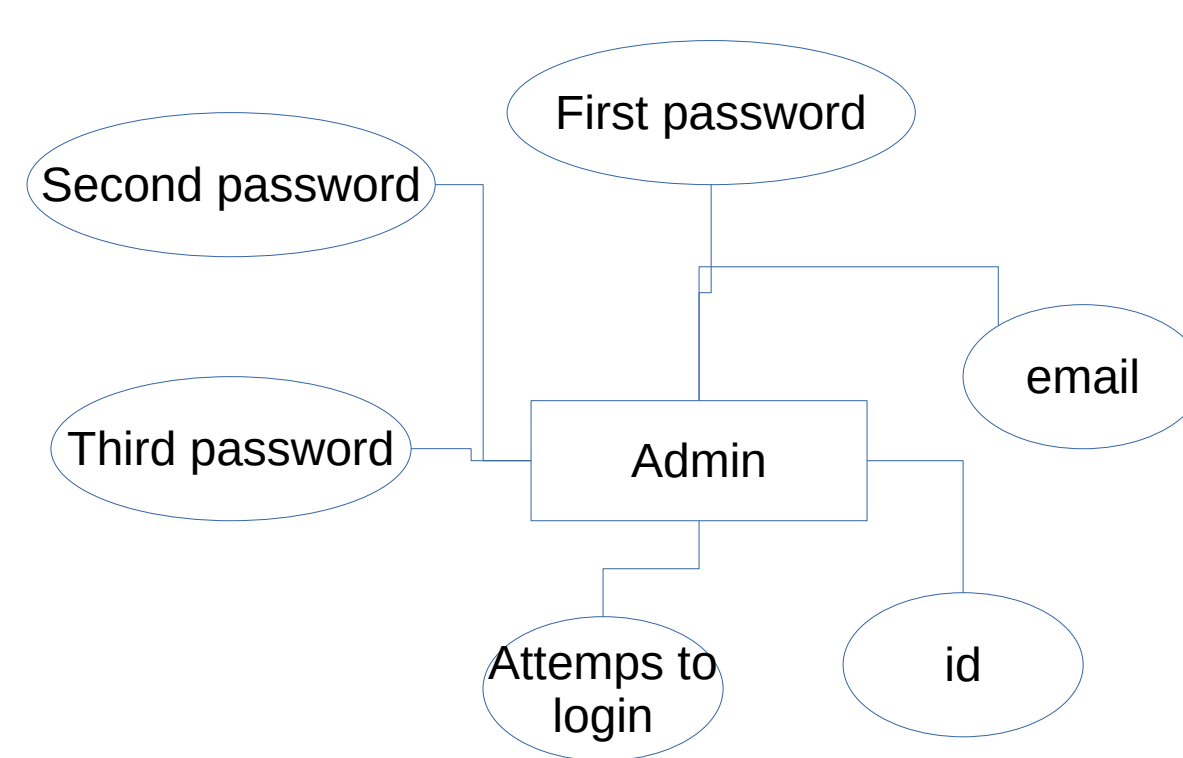 First password
Second password
email
Third password
Admin
Attemps to
login
id